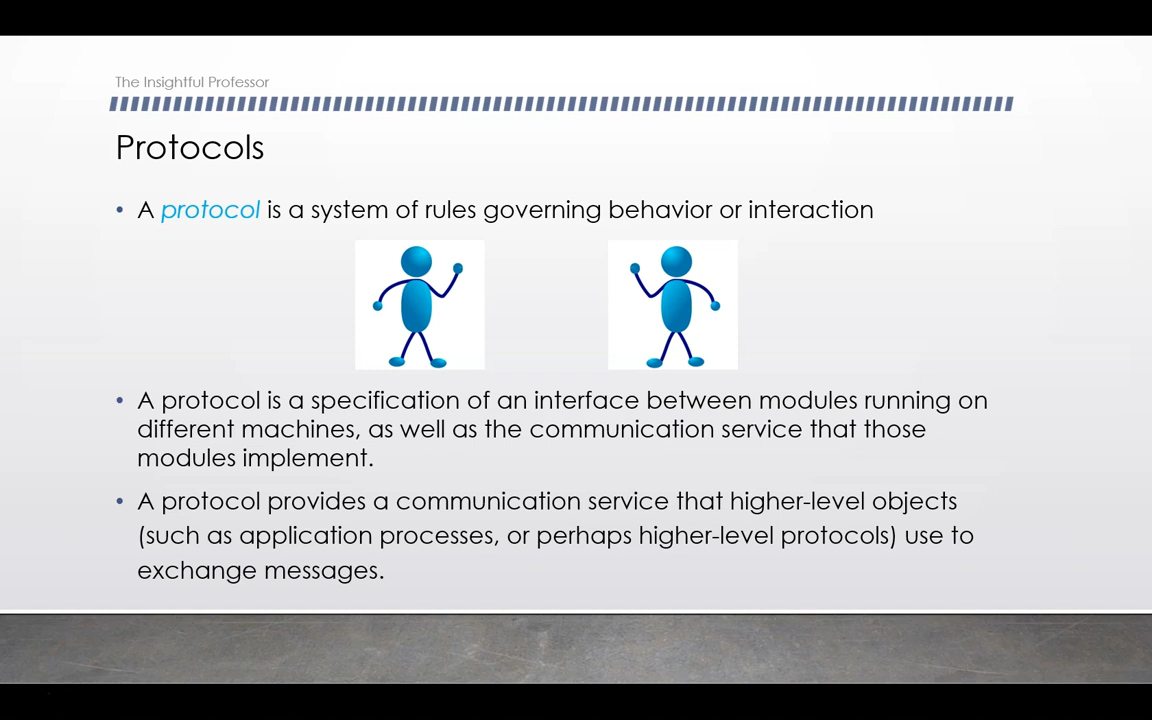 The Insightful Professor
Protocols
• A protocol is a system of rules governing behavior or interaction
• A protocol is a specification of an interface between modules running on
different machines, as well as the communication service that those
modules implement.
• A protocol provides a communication service that higher-level objects
(such as application processes, or perhaps higher-level protocols) use to
exchange messages.